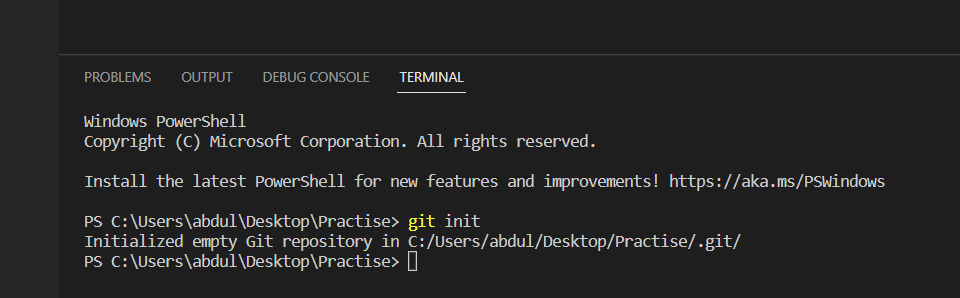 PROBLEMS OUTPUT DEBUG CONSOLE TERMINAL
Windows PowerShell
Copyright (C) Microsoft Corporation. All rights reserved.
Install the latest PowerShell for new features and improvements! https://aka.ms/PSWindows
PS C:\Users\abdul\Desktop\Practise> git init
Initialized empty Git repository in C:/Users/abdul/Desktop/Practise/.git/
PS C:\Users\abdul\Desktop\Practise>